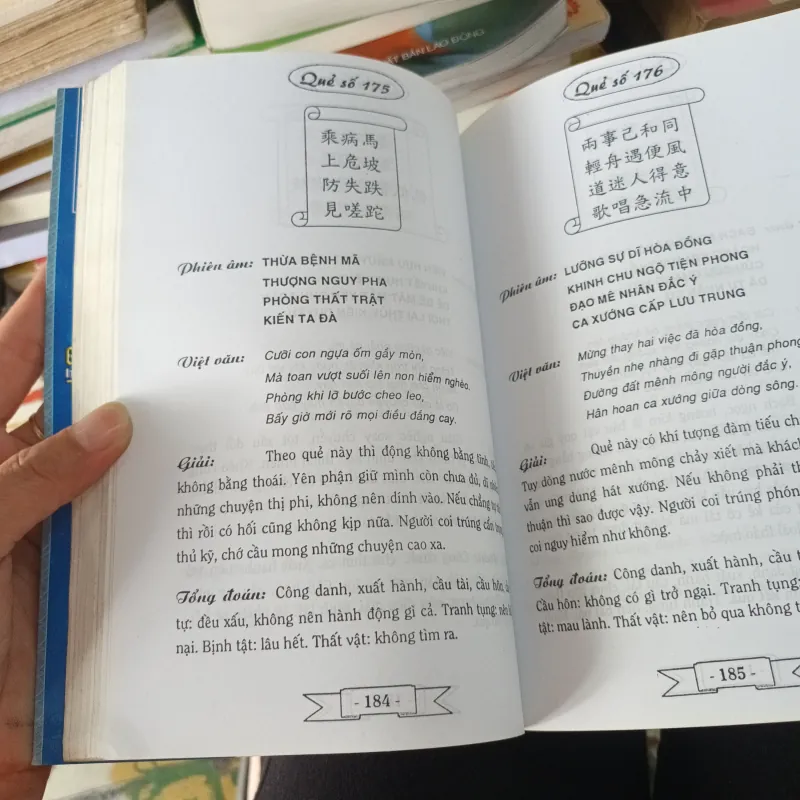 XUẤT BẢN LAO ĐỘNG
Quẻ số 175
乘病馬
上危坡
防失跌
見嗟跎
Phiên âm: THỪA BỆNH MÃ
THƯỢNG NGUY PHA
PHÒNG THẤT TRẬT
KIẾN TA ĐÀ
Việt văn: Cưỡi con ngựa ốm gầy mòn,
Mà toan vượt suối lên non hiểm nghèo.
Phòng khi lỡ bước cheo leo,
Bấy giờ mới rõ mọi điều đắng cay.
Giải: Theo quẻ này thì động không bằng tĩnh,
không bằng thoái. Yên phận giữ mình còn chưa đủ,
những chuyện thị phi, không nên dính vào. Nếu chẳng
thì rồi có hối cũng không kịp nữa. Người coi trúng cẩn
thủ kỹ, chớ cầu mong những chuyện cao xa.
Tổng đoán: Công danh, xuất hành, cầu tài, cầu hôn,
tự: đều xấu, không nên hành động gì cả. Tranh tụng: nên
nại. Bịnh tật: lâu hết. Thất vật: không tìm ra.
- 184 -
Quẻ số 176
兩事已和同
輕舟遇便風
道迷人得意
歌唱急流中
Phiên âm: LƯỠNG SỰ DĨ HÒA ĐỒNG
KHINH CHU NGỘ TIỆN PHONG
ĐẠO MÊ NHÂN ĐẮC Ý
CA XƯỚNG CẤP LƯU TRUNG
Việt văn: Mừng thay hai việc đã hòa đồng,
Thuyền nhẹ nhàng đi gặp thuận phong
Đường đất mênh mông người đắc ý,
Hân hoan ca xướng giữa dòng sông.
Giải: Quẻ này có khí tượng đàm tiếu
Tuy dòng nước mênh mông chảy xiết mà khách
vẫn ung dung hát xướng. Nếu không phải
thuận thì sao được vậy. Người coi trúng
coi nguy hiểm như không.
Tổng đoán: Công danh, xuất hành, cầu
Cầu hôn: không có gì trở ngại. Tranh tụng:
tật: mau lành. Thất vật: nên bỏ qua không
- 185 -